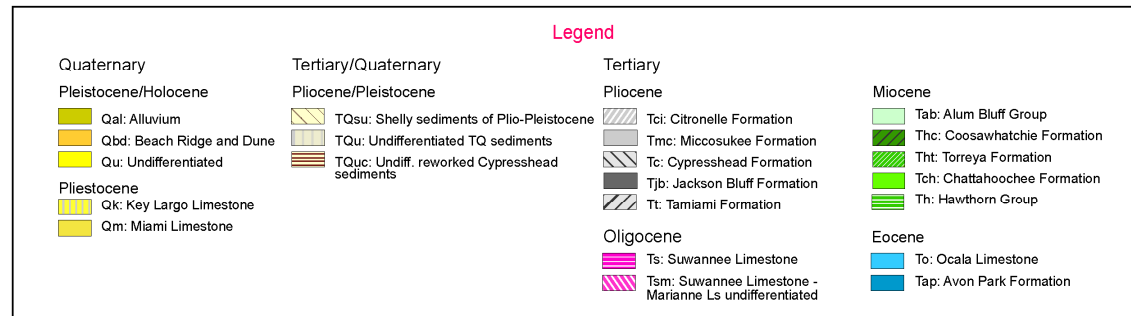 Legend
Quaternary
Pleistocene/Holocene
Qal: Alluvium
Qbd: Beach Ridge and Dune
Qu: Undifferentiated
Pliestocene
Qk: Key Largo Limestone
Qm: Miami Limestone
Tertiary/Quaternary
Pliocene/Pleistocene
TQsu: Shelly sediments of Plio-Pleistocene
TQu: Undifferentiated TQ sediments
TQuc: Undiff. reworked Cypresshead
sediments
Tertiary
Pliocene
Tci: Citronelle Formation
Tmc: Miccosukee Formation
Tc: Cypresshead Formation
Tjb: Jackson Bluff Formation
Tt: Tamiami Formation
Oligocene
Ts: Suwannee Limestone
Tsm: Suwannee Limestone -
Marianne Ls undifferentiated
Miocene
Tab: Alum Bluff Group
Thc: Coosawhatchie Formation
Tht: Torreya Formation
Tch: Chattahoochee Formation
Th: Hawthorn Group
Eocene
To: Ocala Limestone
Tap: Avon Park Formation